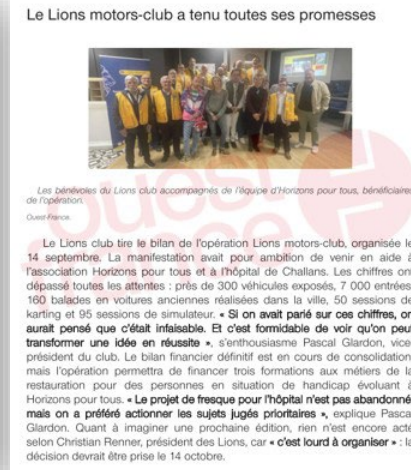 Le Lions motors-club a tenu toutes ses promesses
Les bénévoles du Lions club accompagnés de l'équipe d'Horizons pour tous, bénéficiaires
de l'opération.
Ouest-France.
Le Lions club tire le bilan de l'opération Lions motors-club, organisée le
14 septembre. La manifestation avait pour ambition de venir en aide à
l'association Horizons pour tous et à l'hôpital de Challans. Les chiffres ont
dépassé toutes les attentes : près de 300 véhicules exposés, 7 000 entrées,
160 balades en voitures anciennes réalisées dans la ville, 50 sessions de
karting et 95 sessions de simulateur. « Si on avait parié sur ces chiffres, on
aurait pensé que c'était infaisable. Et c'est formidable de voir qu'on peut
transformer une idée en réussite », s'enthousiasme Pascal Glardon, vice-
président du club. Le bilan financier définitif est en cours de consolidation
mais l'opération permettra de financer trois formations aux métiers de la
restauration pour des personnes en situation de handicap évoluant à
Horizons pour tous. « Le projet de fresque pour l'hôpital n'est pas abandonné
mais on a préféré actionner les sujets jugés prioritaires », explique Pascal
Glardon. Quant à imaginer une prochaine édition, rien n'est encore acté
selon Christian Renner, président des Lions, car « c'est lourd à organiser » : la
décision devrait être prise le 14 octobre.
ouest
france